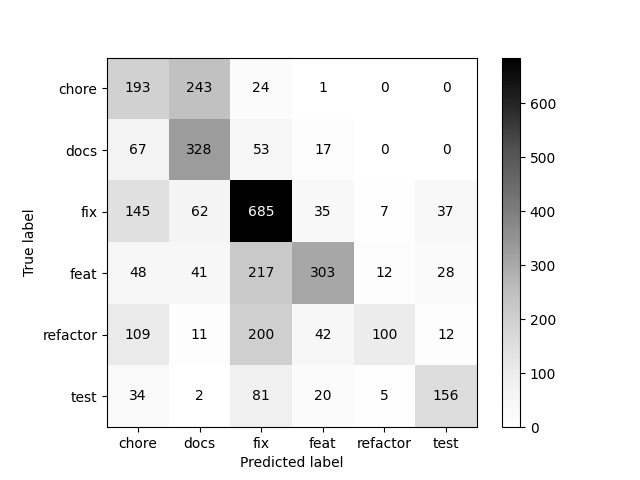 chore 193 243 24 1 0 0
docs 67 328 53 17 0 0
fix 145 62 685 35 7 37
feat 48 41 217 303 12 28
refactor 109 11 200 42 100 12
test 34 2 81 20 5 156
chore docs fix feat refactor test
Predicted label
True label
600
500
400
300
200
100
0